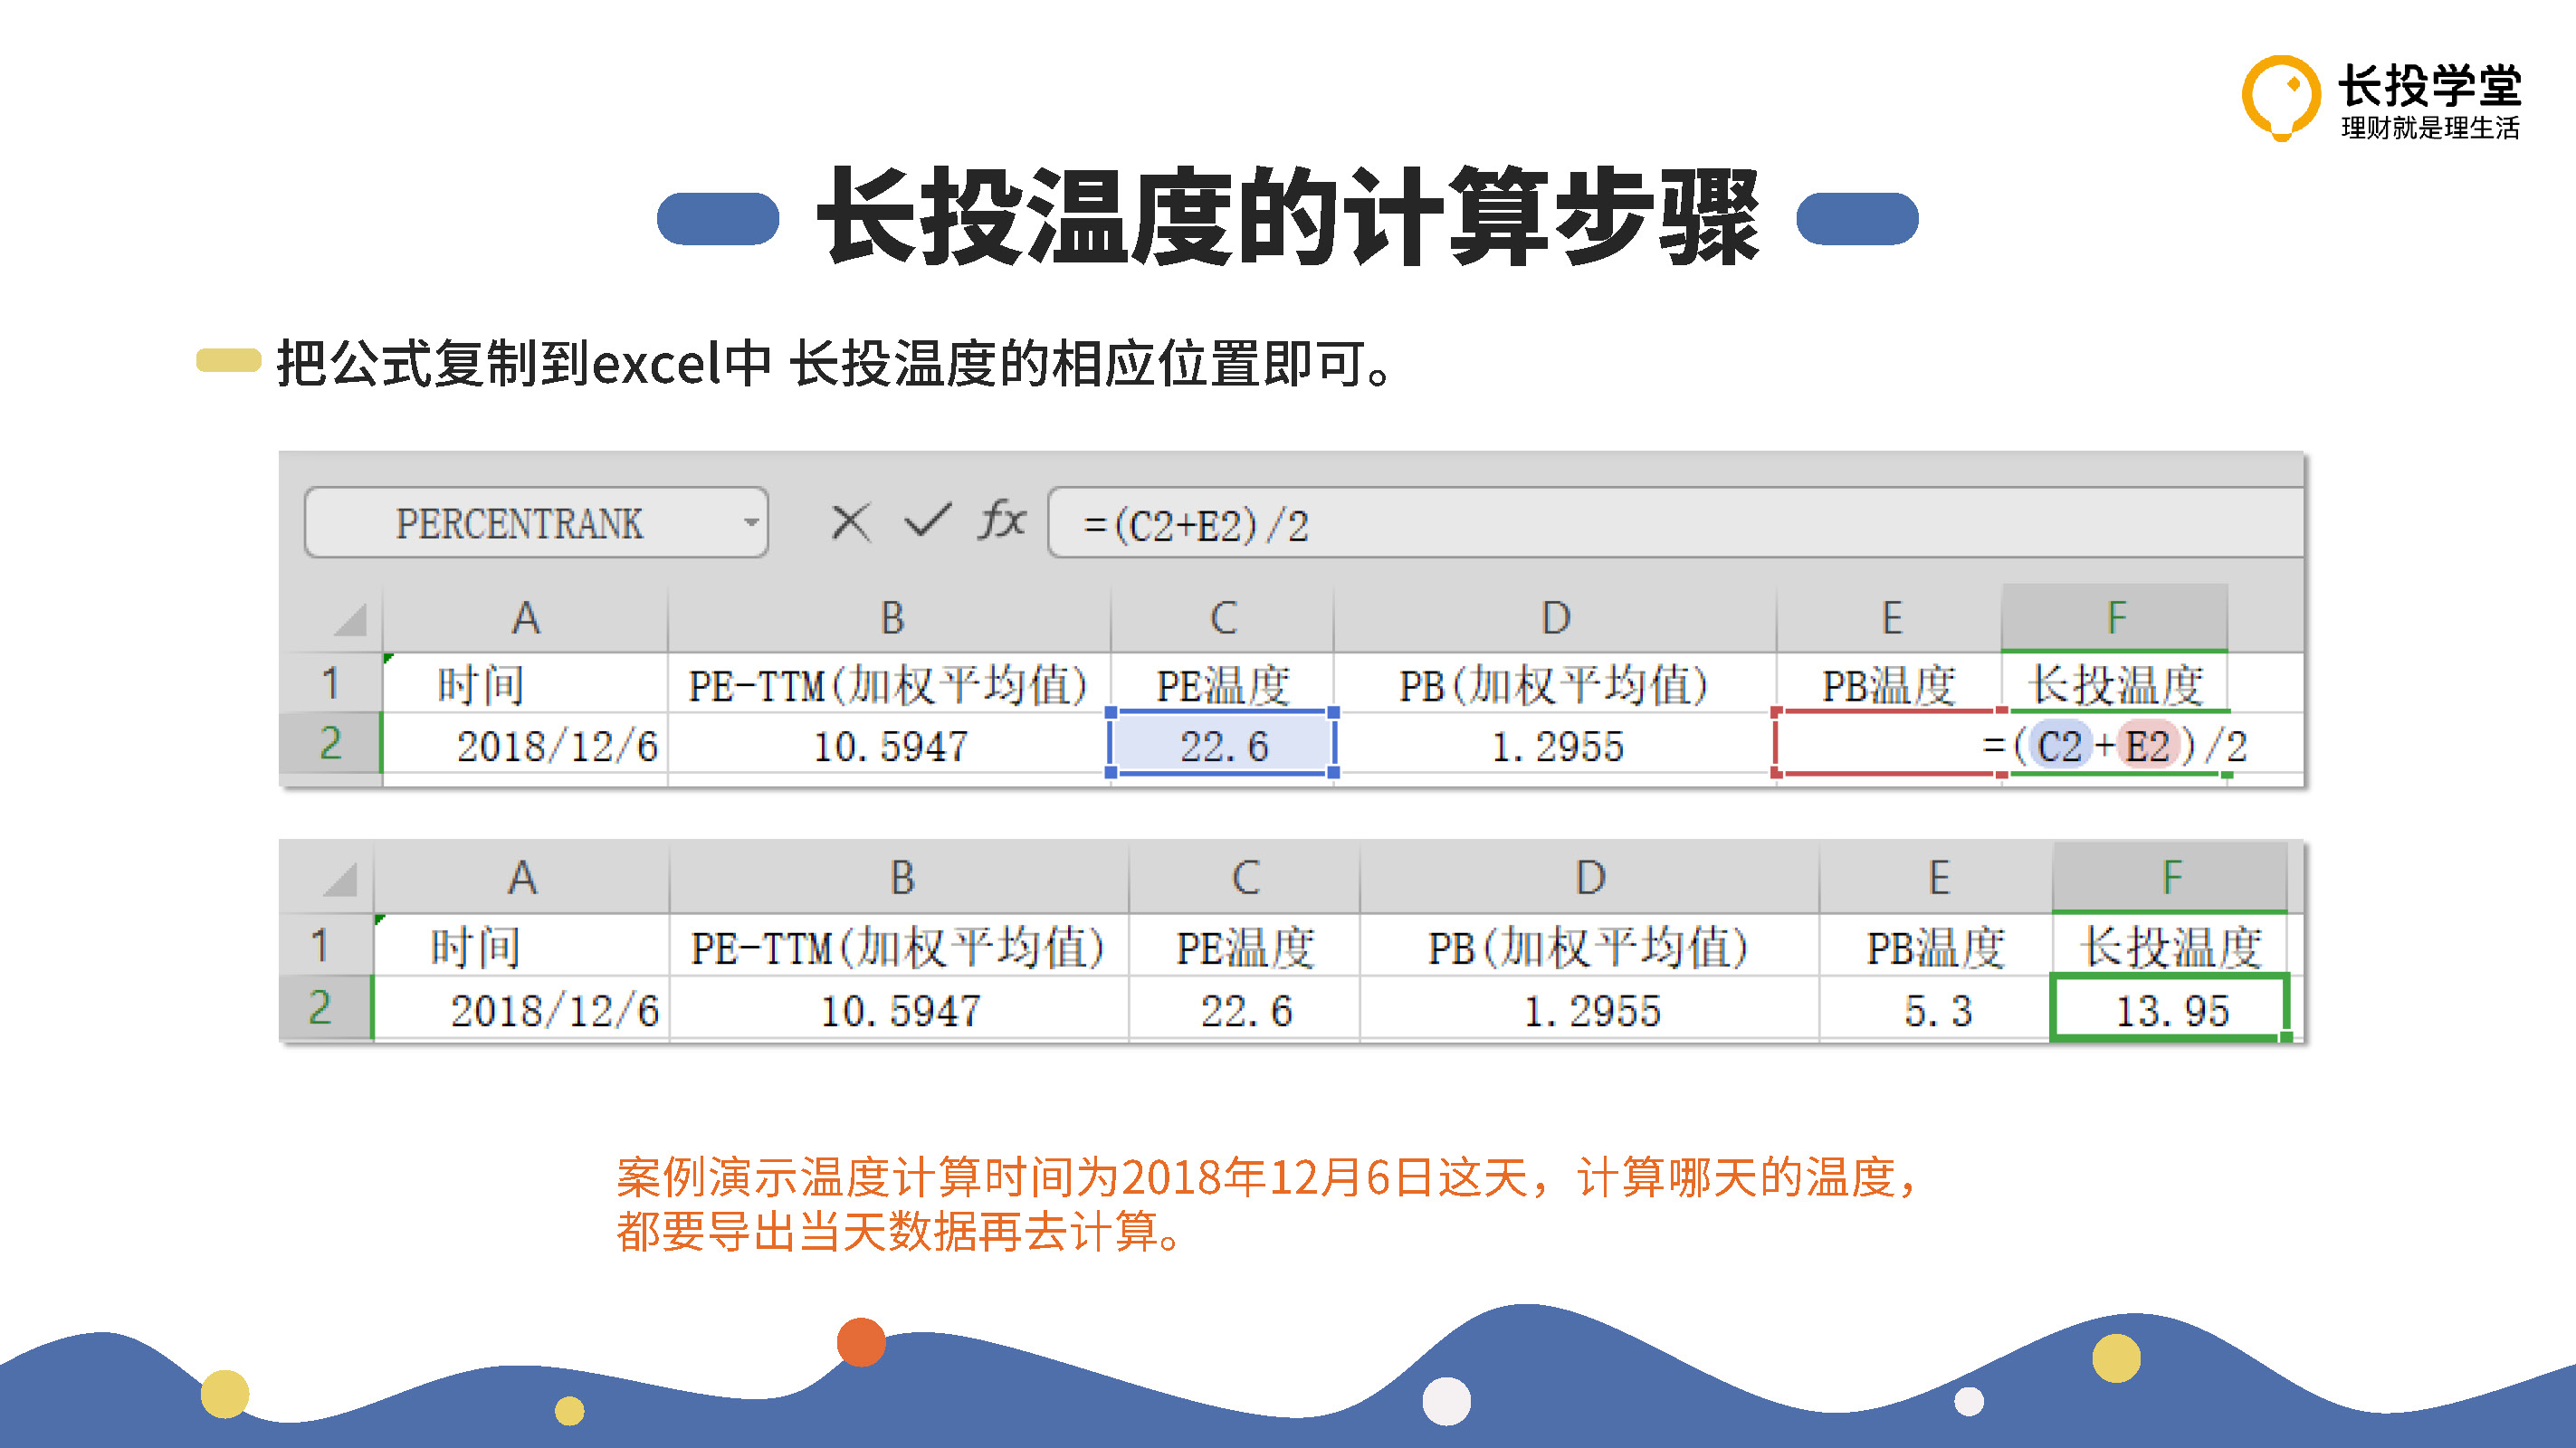 长投学堂
理财就是理生活
长投温度的计算步骤
把公式复制到excel中 长投温度的相应位置即可。
PERCENTRANK fx =(C2+E2)/2
A B C D E F
1 时间 PE-TTM(加权平均值) PE温度 PB(加权平均值) PB温度 长投温度
2 2018/12/6 10.5947 22.6 1.2955 =(C2+E2)/2
A B C D E F
1 时间 PE-TTM(加权平均值) PE温度 PB(加权平均值) PB温度 长投温度
2 2018/12/6 10.5947 22.6 1.2955 5.3 13.95
案例演示温度计算时间为2018年12月6日这天，计算哪天的温度，
都要导出当天数据再去计算。